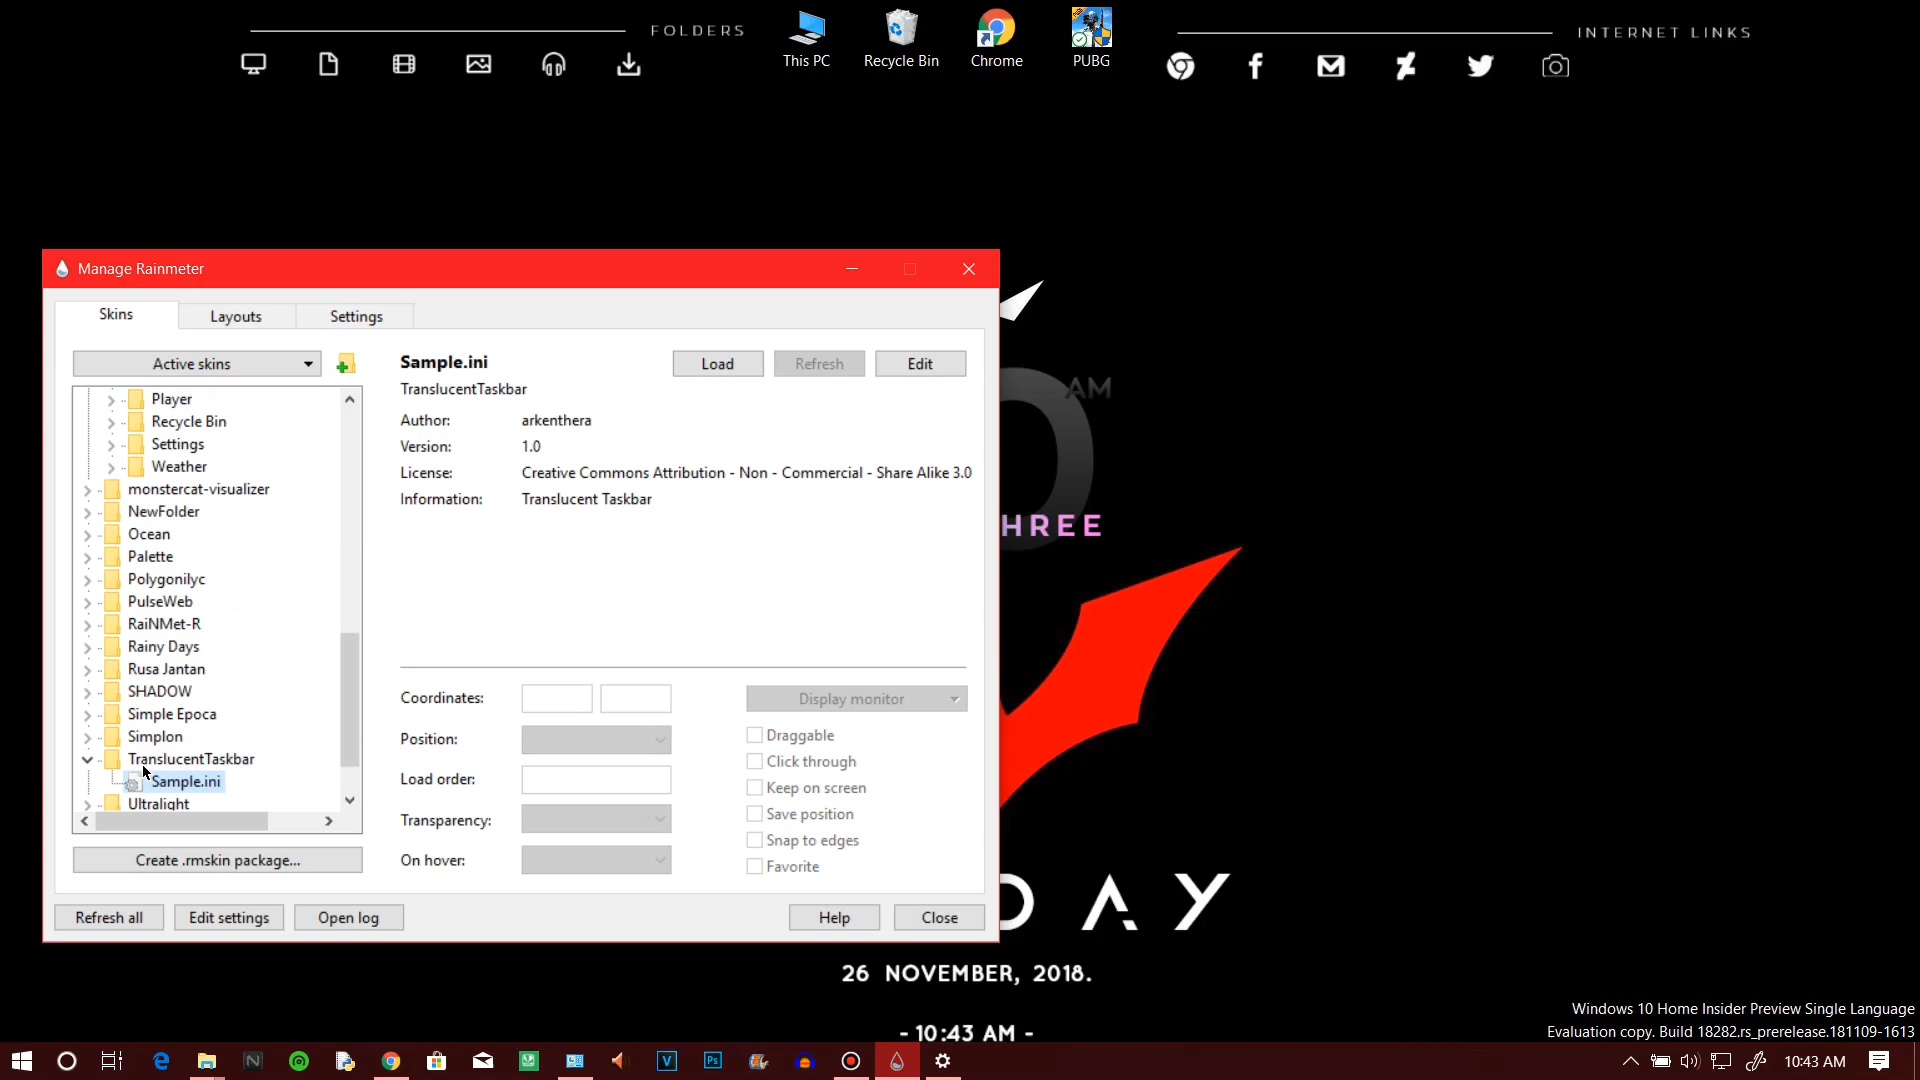 FOLDERS
INTERNET LINKS
This PC
Recycle Bin
Chrome
PUBG
Manage Rainmeter
Skins
Layouts
Settings
Active skins
Player
Recycle Bin
Settings
Weather
monstercat-visualizer
NewFolder
Ocean
Palette
Polygonilyc
PulseWeb
RaiNMet-R
Rainy Days
Rusa Jantan
SHADOW
Simple Epoca
Simplon
TranslucentTaskbar
Sample.ini
Ultralight
Create .rmskin package...
Sample.ini
Load
Refresh
Edit
TranslucentTaskbar
Author: arkenthera
Version: 1.0
License: Creative Commons Attribution - Non - Commercial - Share Alike 3.0
Information: Translucent Taskbar
Coordinates:
Display monitor
Position:
Draggable
Click through
Load order:
Keep on screen
Save position
Transparency:
Snap to edges
On hover:
Favorite
Refresh all
Edit settings
Open log
Help
Close
AM
HREE
DAY
26 NOVEMBER, 2018.
- 10:43 AM -
Windows 10 Home Insider Preview Single Language
Evaluation copy. Build 18282.rs_prerelease.181109-1613
10:43 AM